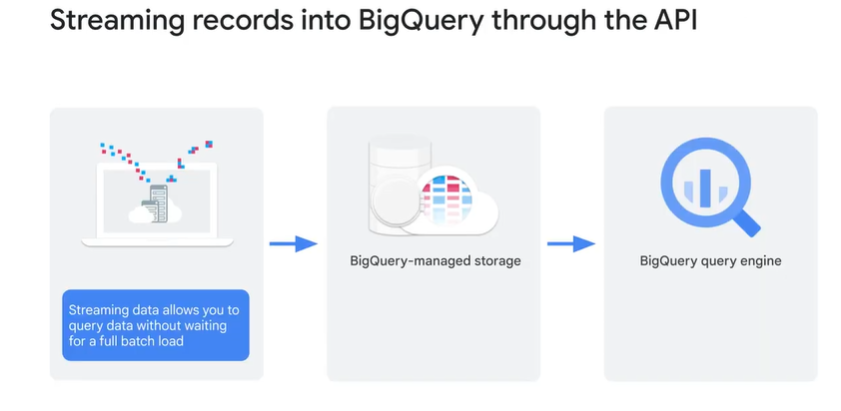 Streaming records into BigQuery through the API
Streaming data allows you to
query data without waiting
for a full batch load
BigQuery-managed storage
BigQuery query engine